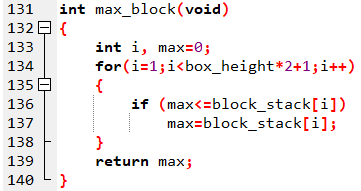 131 int max_block(void)
132 {
133 int i, max=0;
134 for(i=1;i<box_height*2+1;i++)
135 {
136 if (max<=block_stack[i])
137 max=block_stack[i];
138 }
139 return max;
140 }